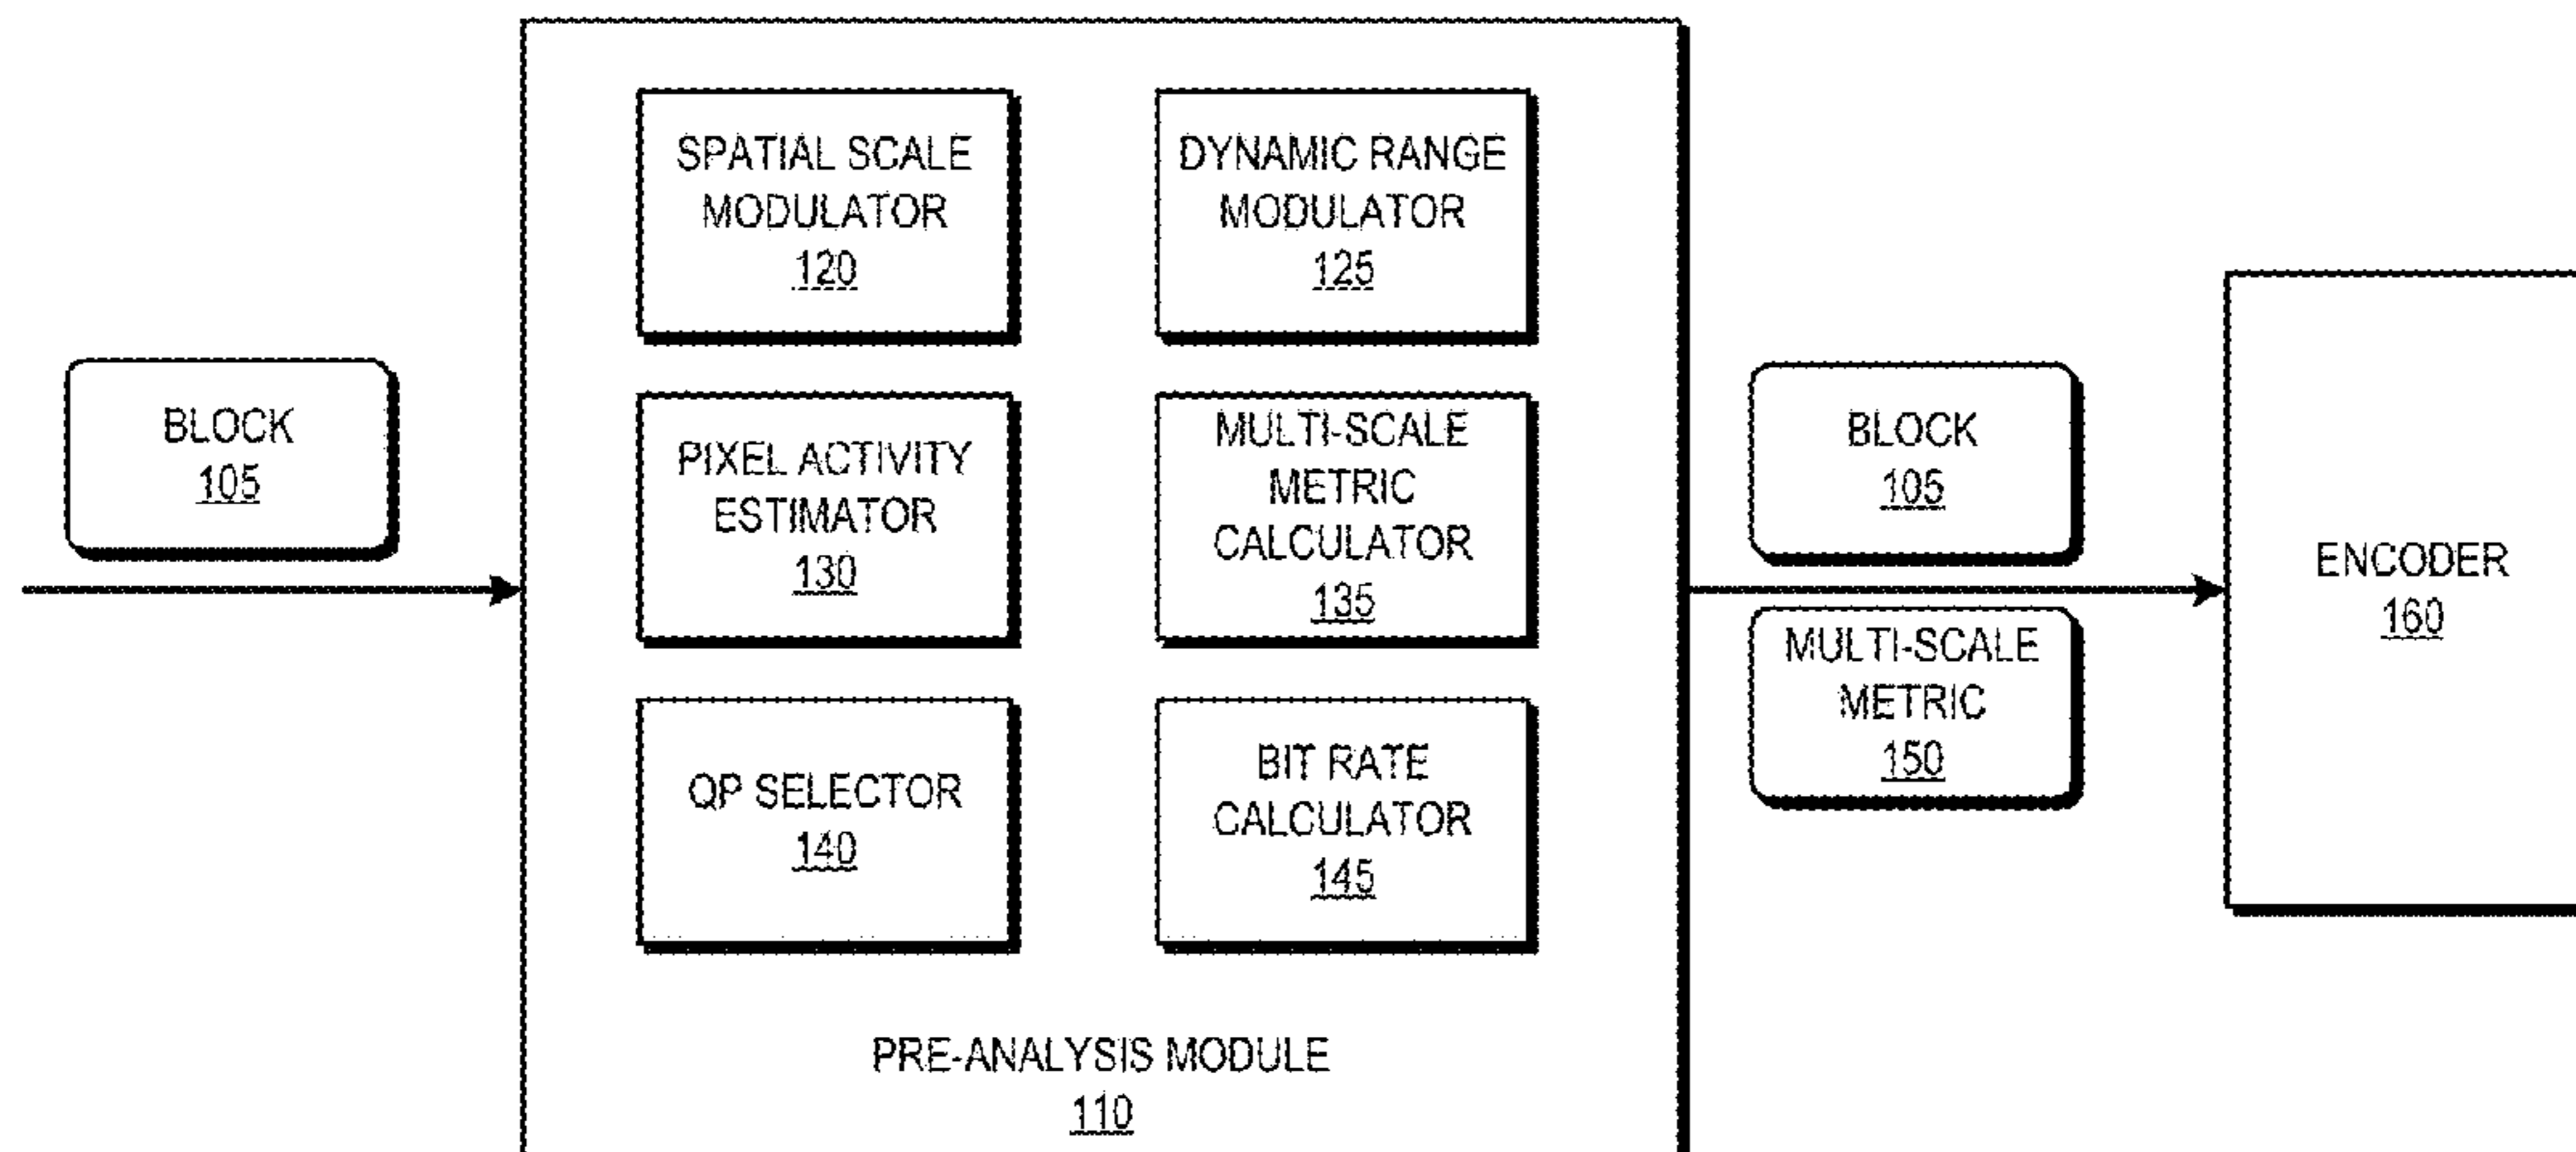 BLOCK
105
SPATIAL SCALE
MODULATOR
120
DYNAMIC RANGE
MODULATOR
125
PIXEL ACTIVITY
ESTIMATOR
130
MULTI-SCALE
METRIC
CALCULATOR
135
QP SELECTOR
140
BIT RATE
CALCULATOR
145
PRE-ANALYSIS MODULE
110
BLOCK
105
MULTI-SCALE
METRIC
150
ENCODER
160